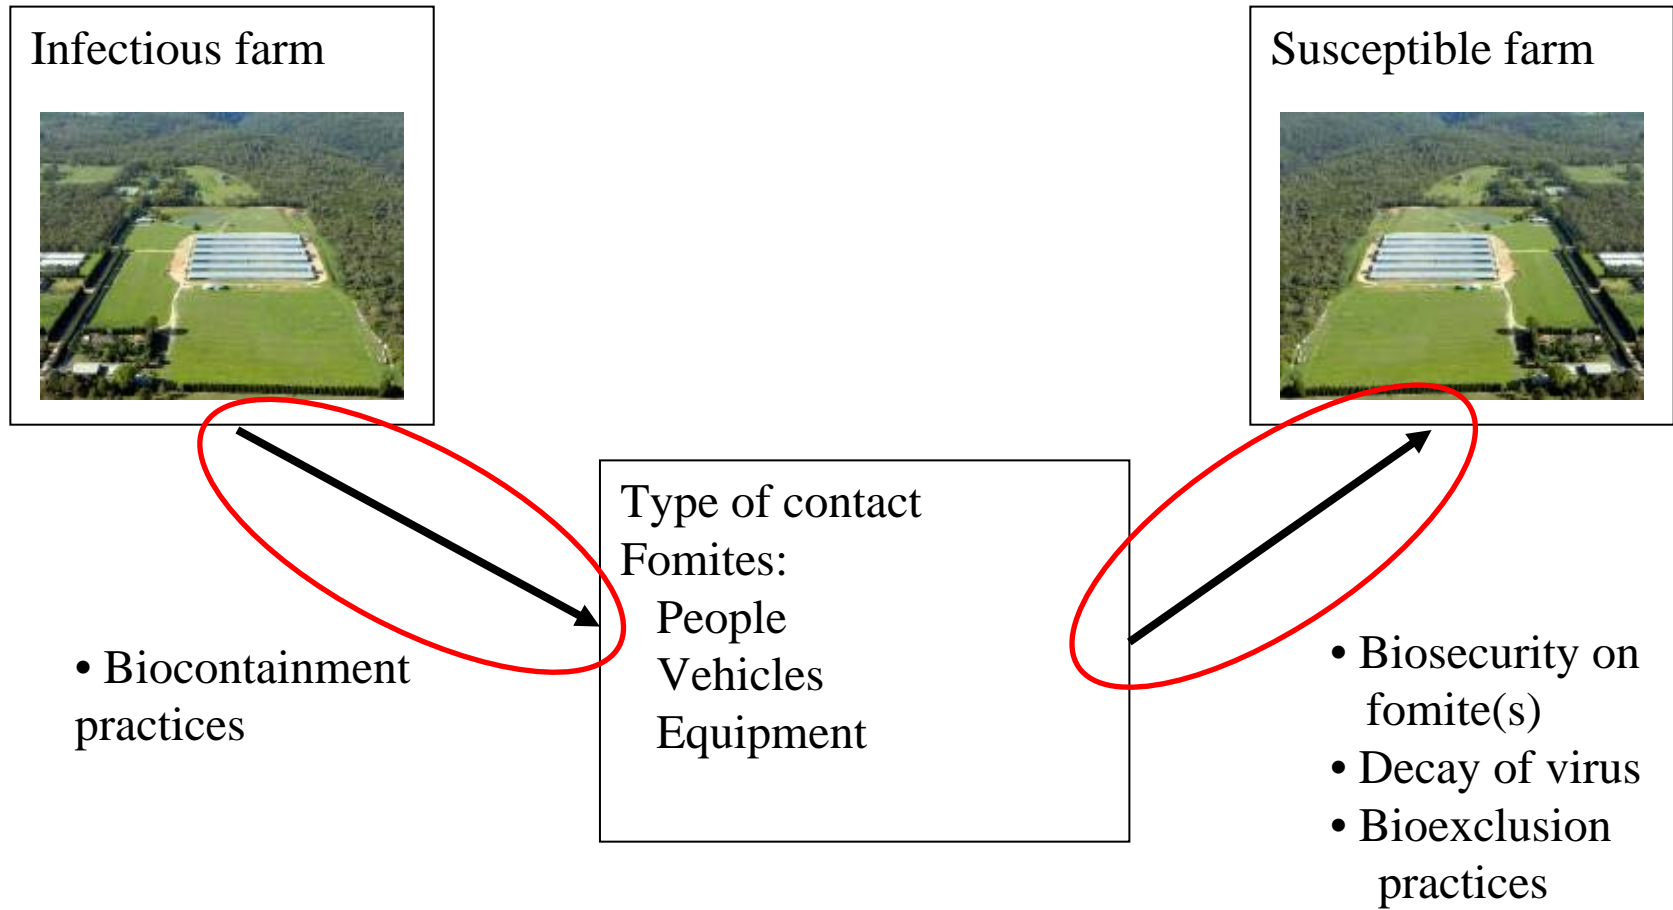 Infectious farm
Susceptible farm
Type of contact
Fomites:
People
Vehicles
Equipment
• Biocontainment
practices
• Biosecurity on
fomite(s)
• Decay of virus
• Bioexclusion
practices